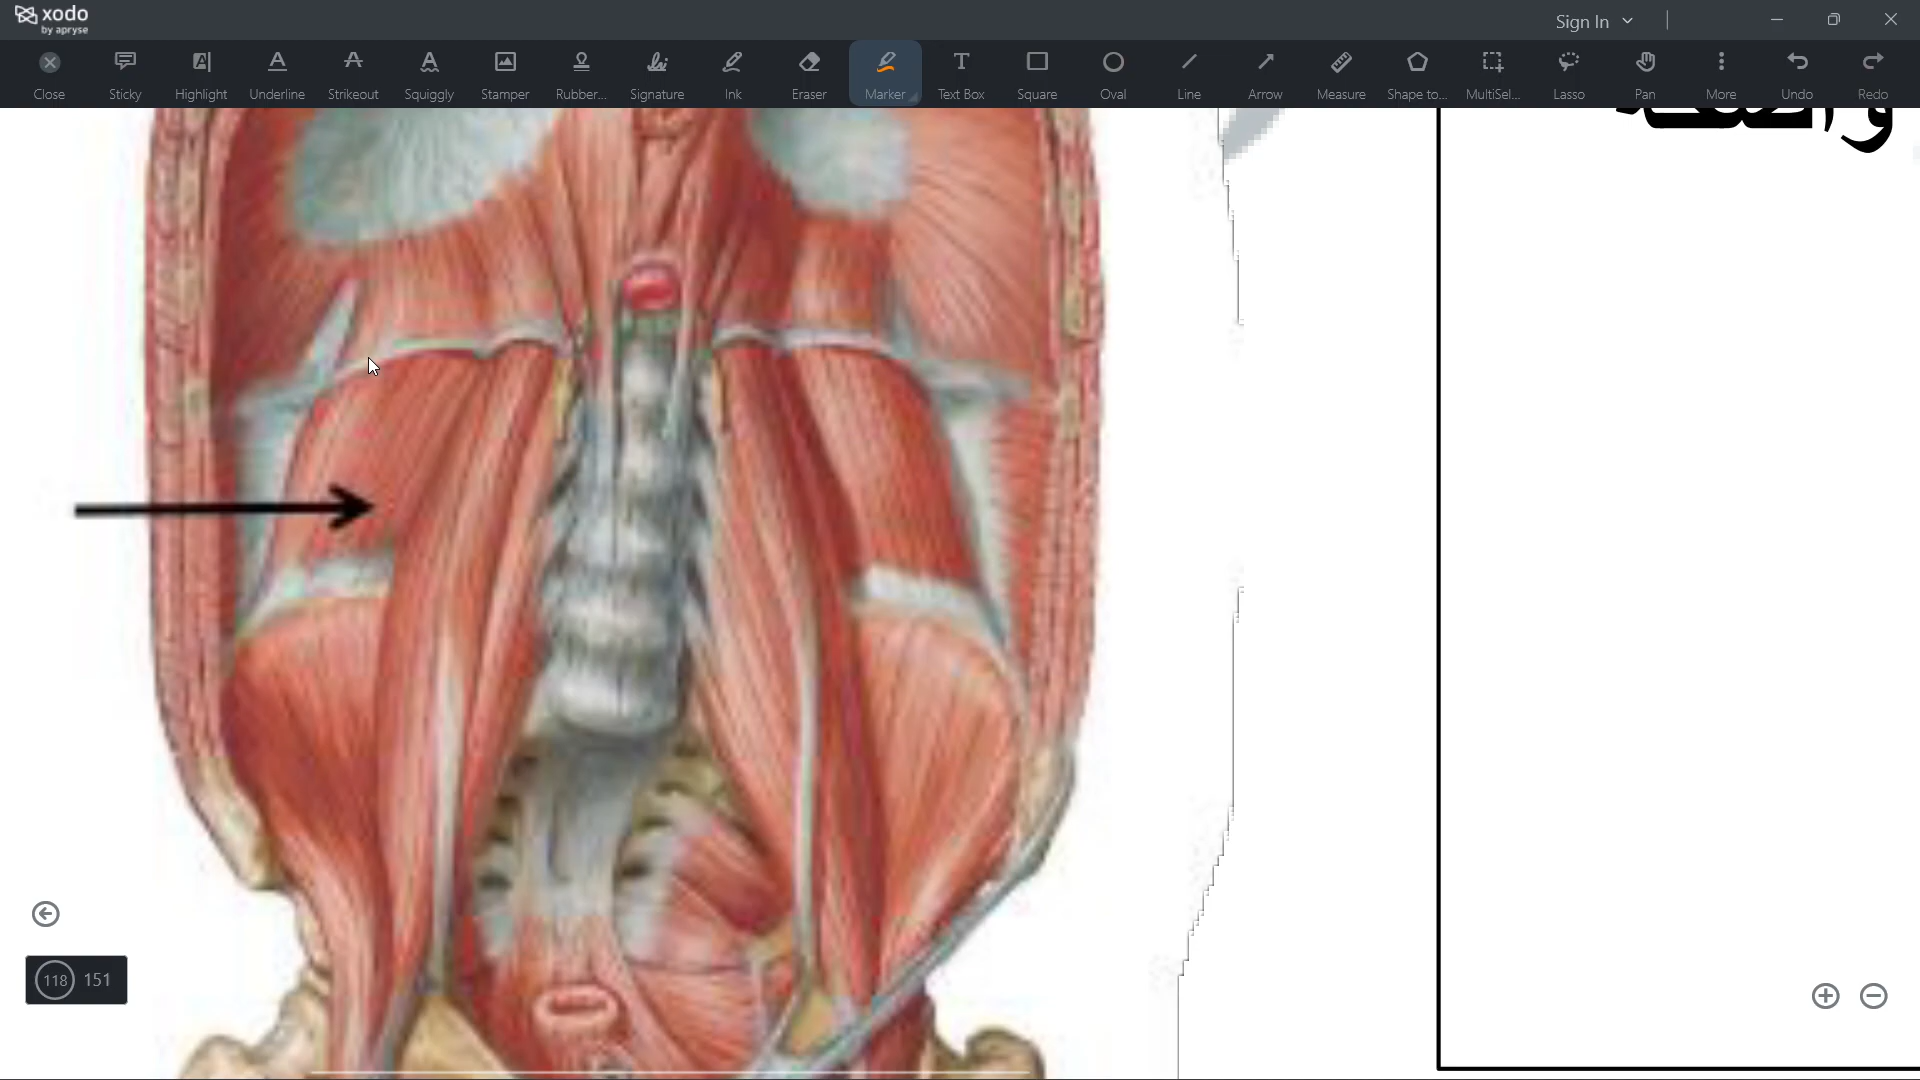 xodo
by apryse
Sign In
Close
Sticky
Highlight
Underline
Strikeout
Squiggly
Stamper
Rubber...
Signature
Ink
Eraser
Marker
Text Box
Square
Oval
Line
Arrow
Measure
Shape to...
MultiSel...
Lasso
Pan
More
Undo
Redo
118 151